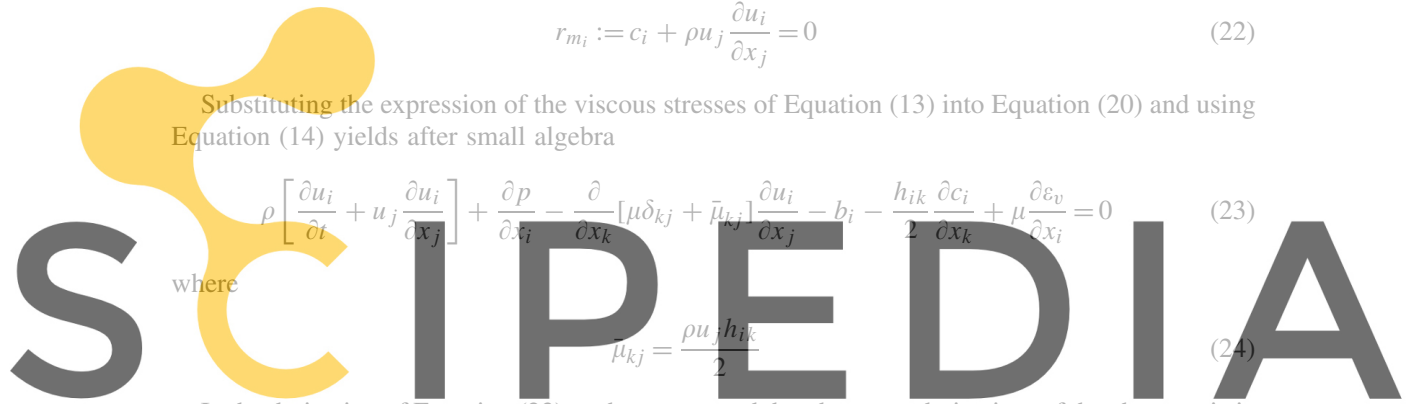 r_{m_i} := c_i + ρu_j ∂u_i/∂x_j = 0 (22)
Substituting the expression of the viscous stresses of Equation (13) into Equation (20) and using
Equation (14) yields after small algebra
ρ[∂u_i/∂t + u_j ∂u_i/∂x_j] + ∂p/∂x_i − ∂/∂x_k [μδ_{kj} + μ̄_{kj}] ∂u_i/∂x_j − b_i − h_{ik}/2 ∂c_i/∂x_k + μ ∂ε_v/∂x_i = 0 (23)
where
μ̄_{kj} = ρu_j h_{ik}/2 (24)
SCIPEDIA